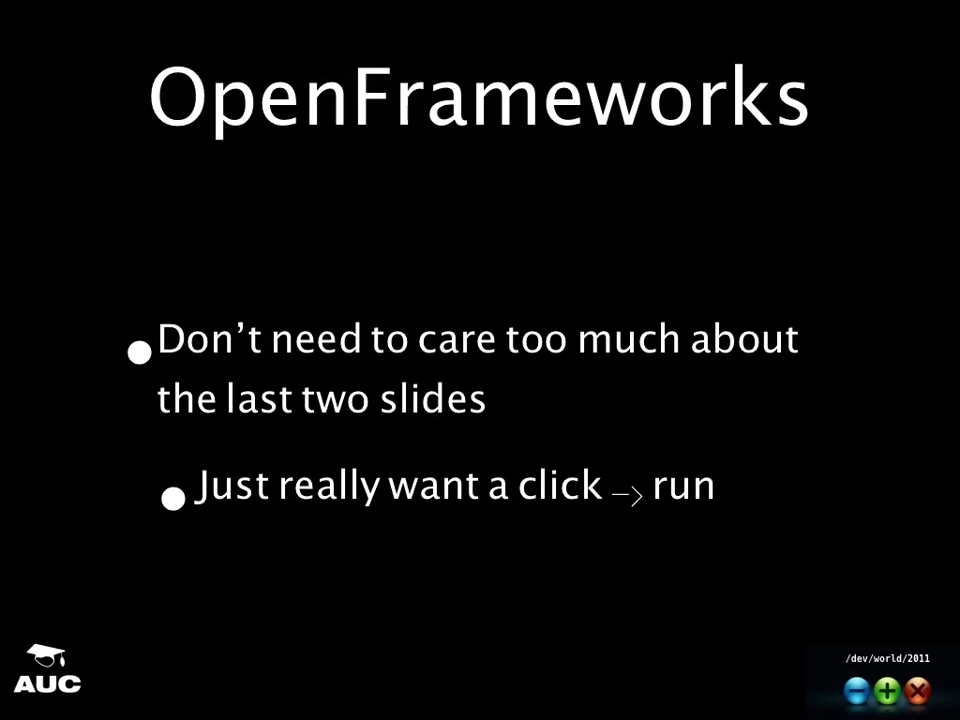 OpenFrameworks
• Don’t need to care too much about
the last two slides
• Just really want a click –> run
AUC
/dev/world/2011